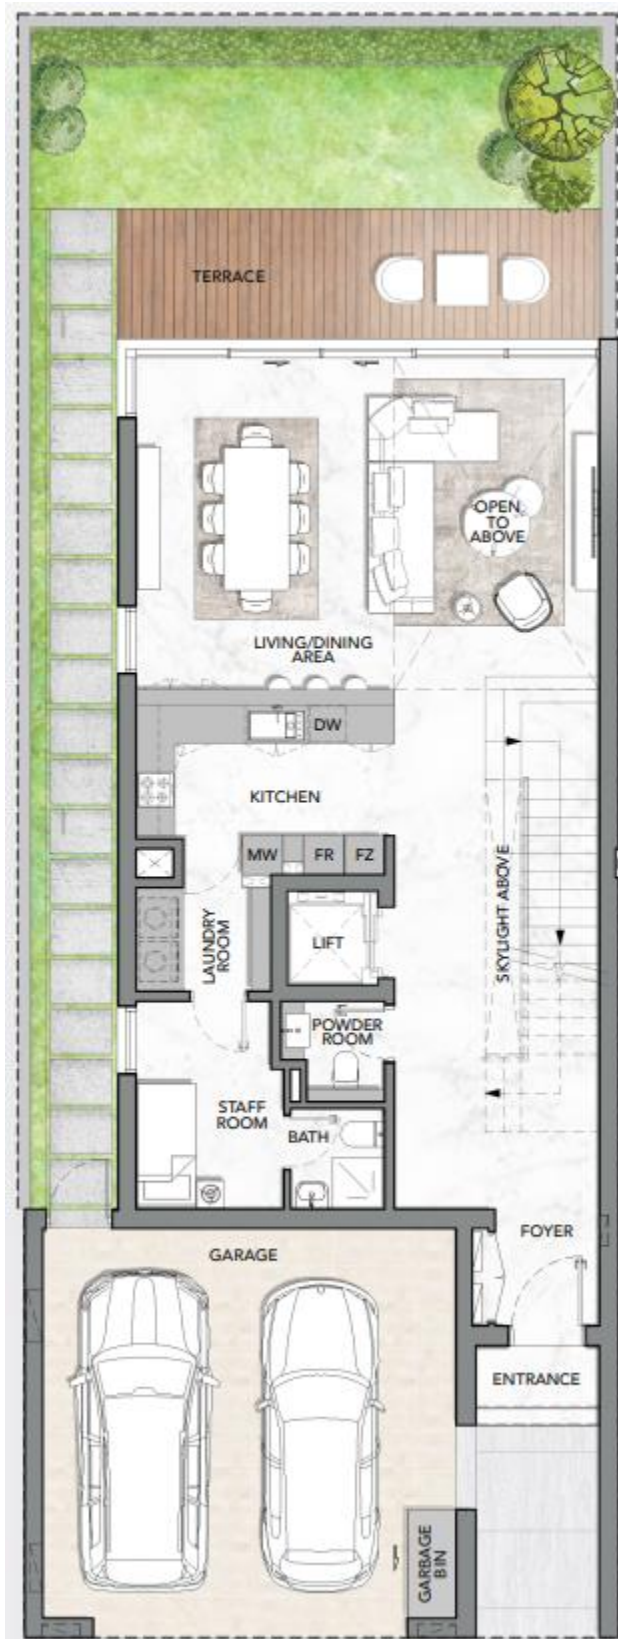 TERRACE
OPEN
TO
ABOVE
LIVING/DINING
AREA
DW
KITCHEN
MW
FR
FZ
LAUNDRY
ROOM
LIFT
SKYLIGHT ABOVE
POWDER
ROOM
STAFF
ROOM
BATH
FOYER
GARAGE
ENTRANCE
GARBAGE
BIN